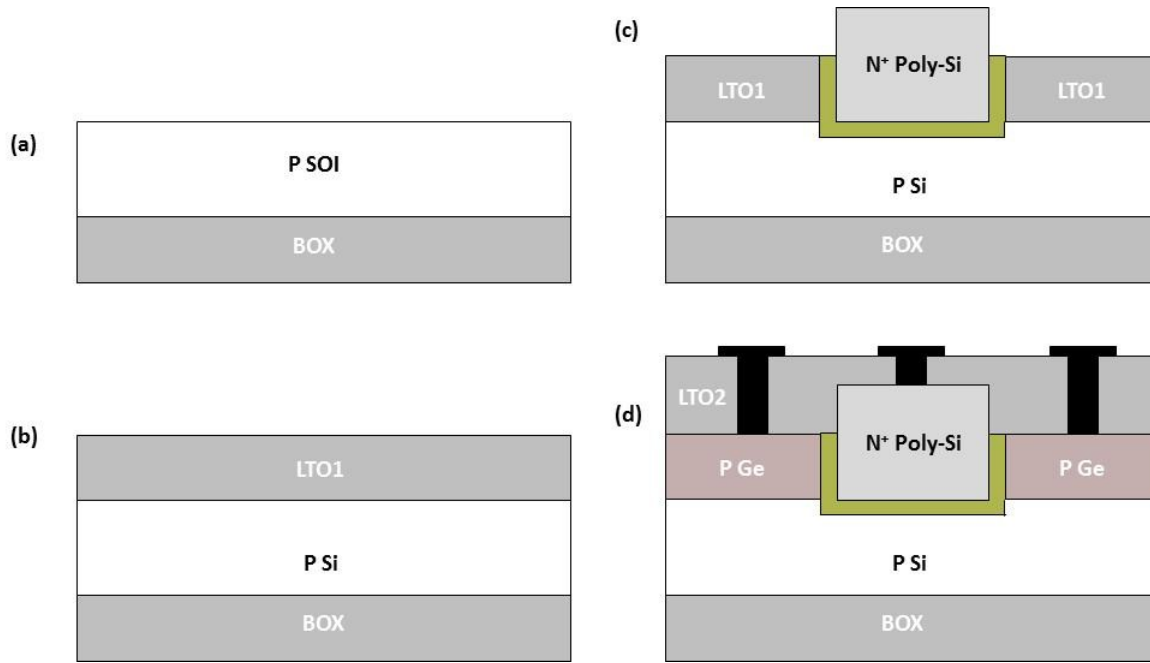 (a)
P SOI
BOX
(b)
LTO1
P Si
BOX
(c)
N⁺ Poly-Si
LTO1
LTO1
P Si
BOX
(d)
LTO2
N⁺ Poly-Si
P Ge
P Ge
P Si
BOX